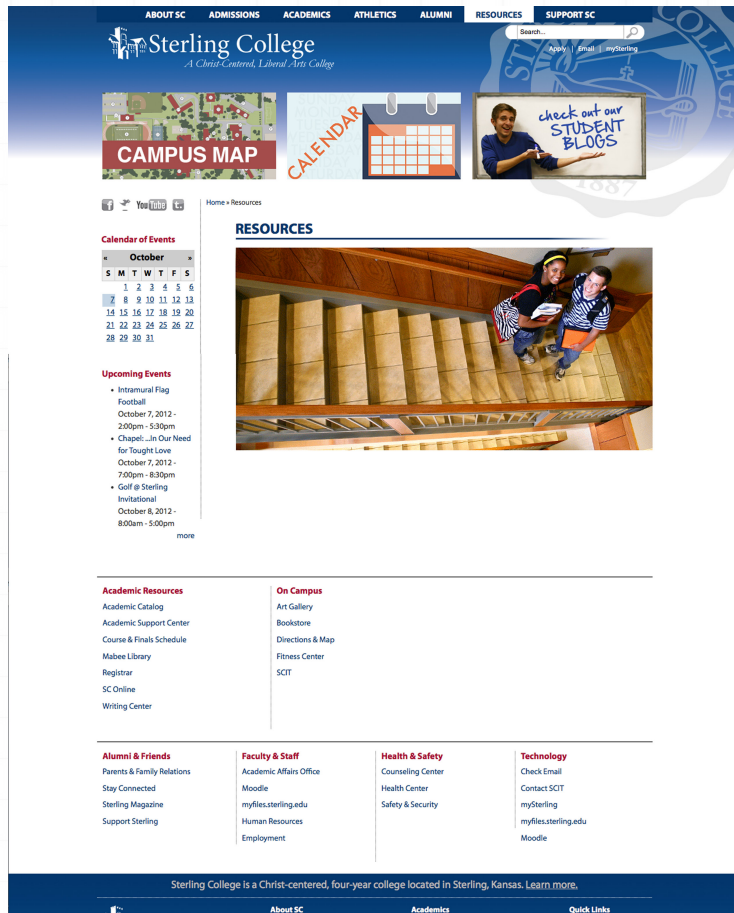 ABOUT SC ADMISSIONS ACADEMICS ATHLETICS ALUMNI RESOURCES SUPPORT SC
Search...
Sterling College
A Christ-Centered, Liberal Arts College
Apply | Email | mySterling
COLLEGE
ST
1887
CAMPUS MAP
CALENDAR
check out our
STUDENT
BLOGS
f YouTube t.
Home » Resources
RESOURCES
Calendar of Events
« October »
S M T W T F S
1 2 3 4 5 6
7 8 9 10 11 12 13
14 15 16 17 18 19 20
21 22 23 24 25 26 27
28 29 30 31
Upcoming Events
• Intramural Flag
Football
October 7, 2012 -
2:00pm - 5:30pm
• Chapel: ...In Our Need
for Tought Love
October 7, 2012 -
7:00pm - 8:30pm
• Golf @ Sterling
Invitational
October 8, 2012 -
8:00am - 5:00pm
more
Academic Resources
Academic Catalog
Academic Support Center
Course & Finals Schedule
Mabee Library
Registrar
SC Online
Writing Center
On Campus
Art Gallery
Bookstore
Directions & Map
Fitness Center
SCIT
Alumni & Friends
Parents & Family Relations
Stay Connected
Sterling Magazine
Support Sterling
Faculty & Staff
Academic Affairs Office
Moodle
myfiles.sterling.edu
Human Resources
Employment
Health & Safety
Counseling Center
Health Center
Safety & Security
Technology
Check Email
Contact SCIT
mySterling
myfiles.sterling.edu
Moodle
Sterling College is a Christ-centered, four-year college located in Sterling, Kansas. Learn more.
About SC Academics Quick Links